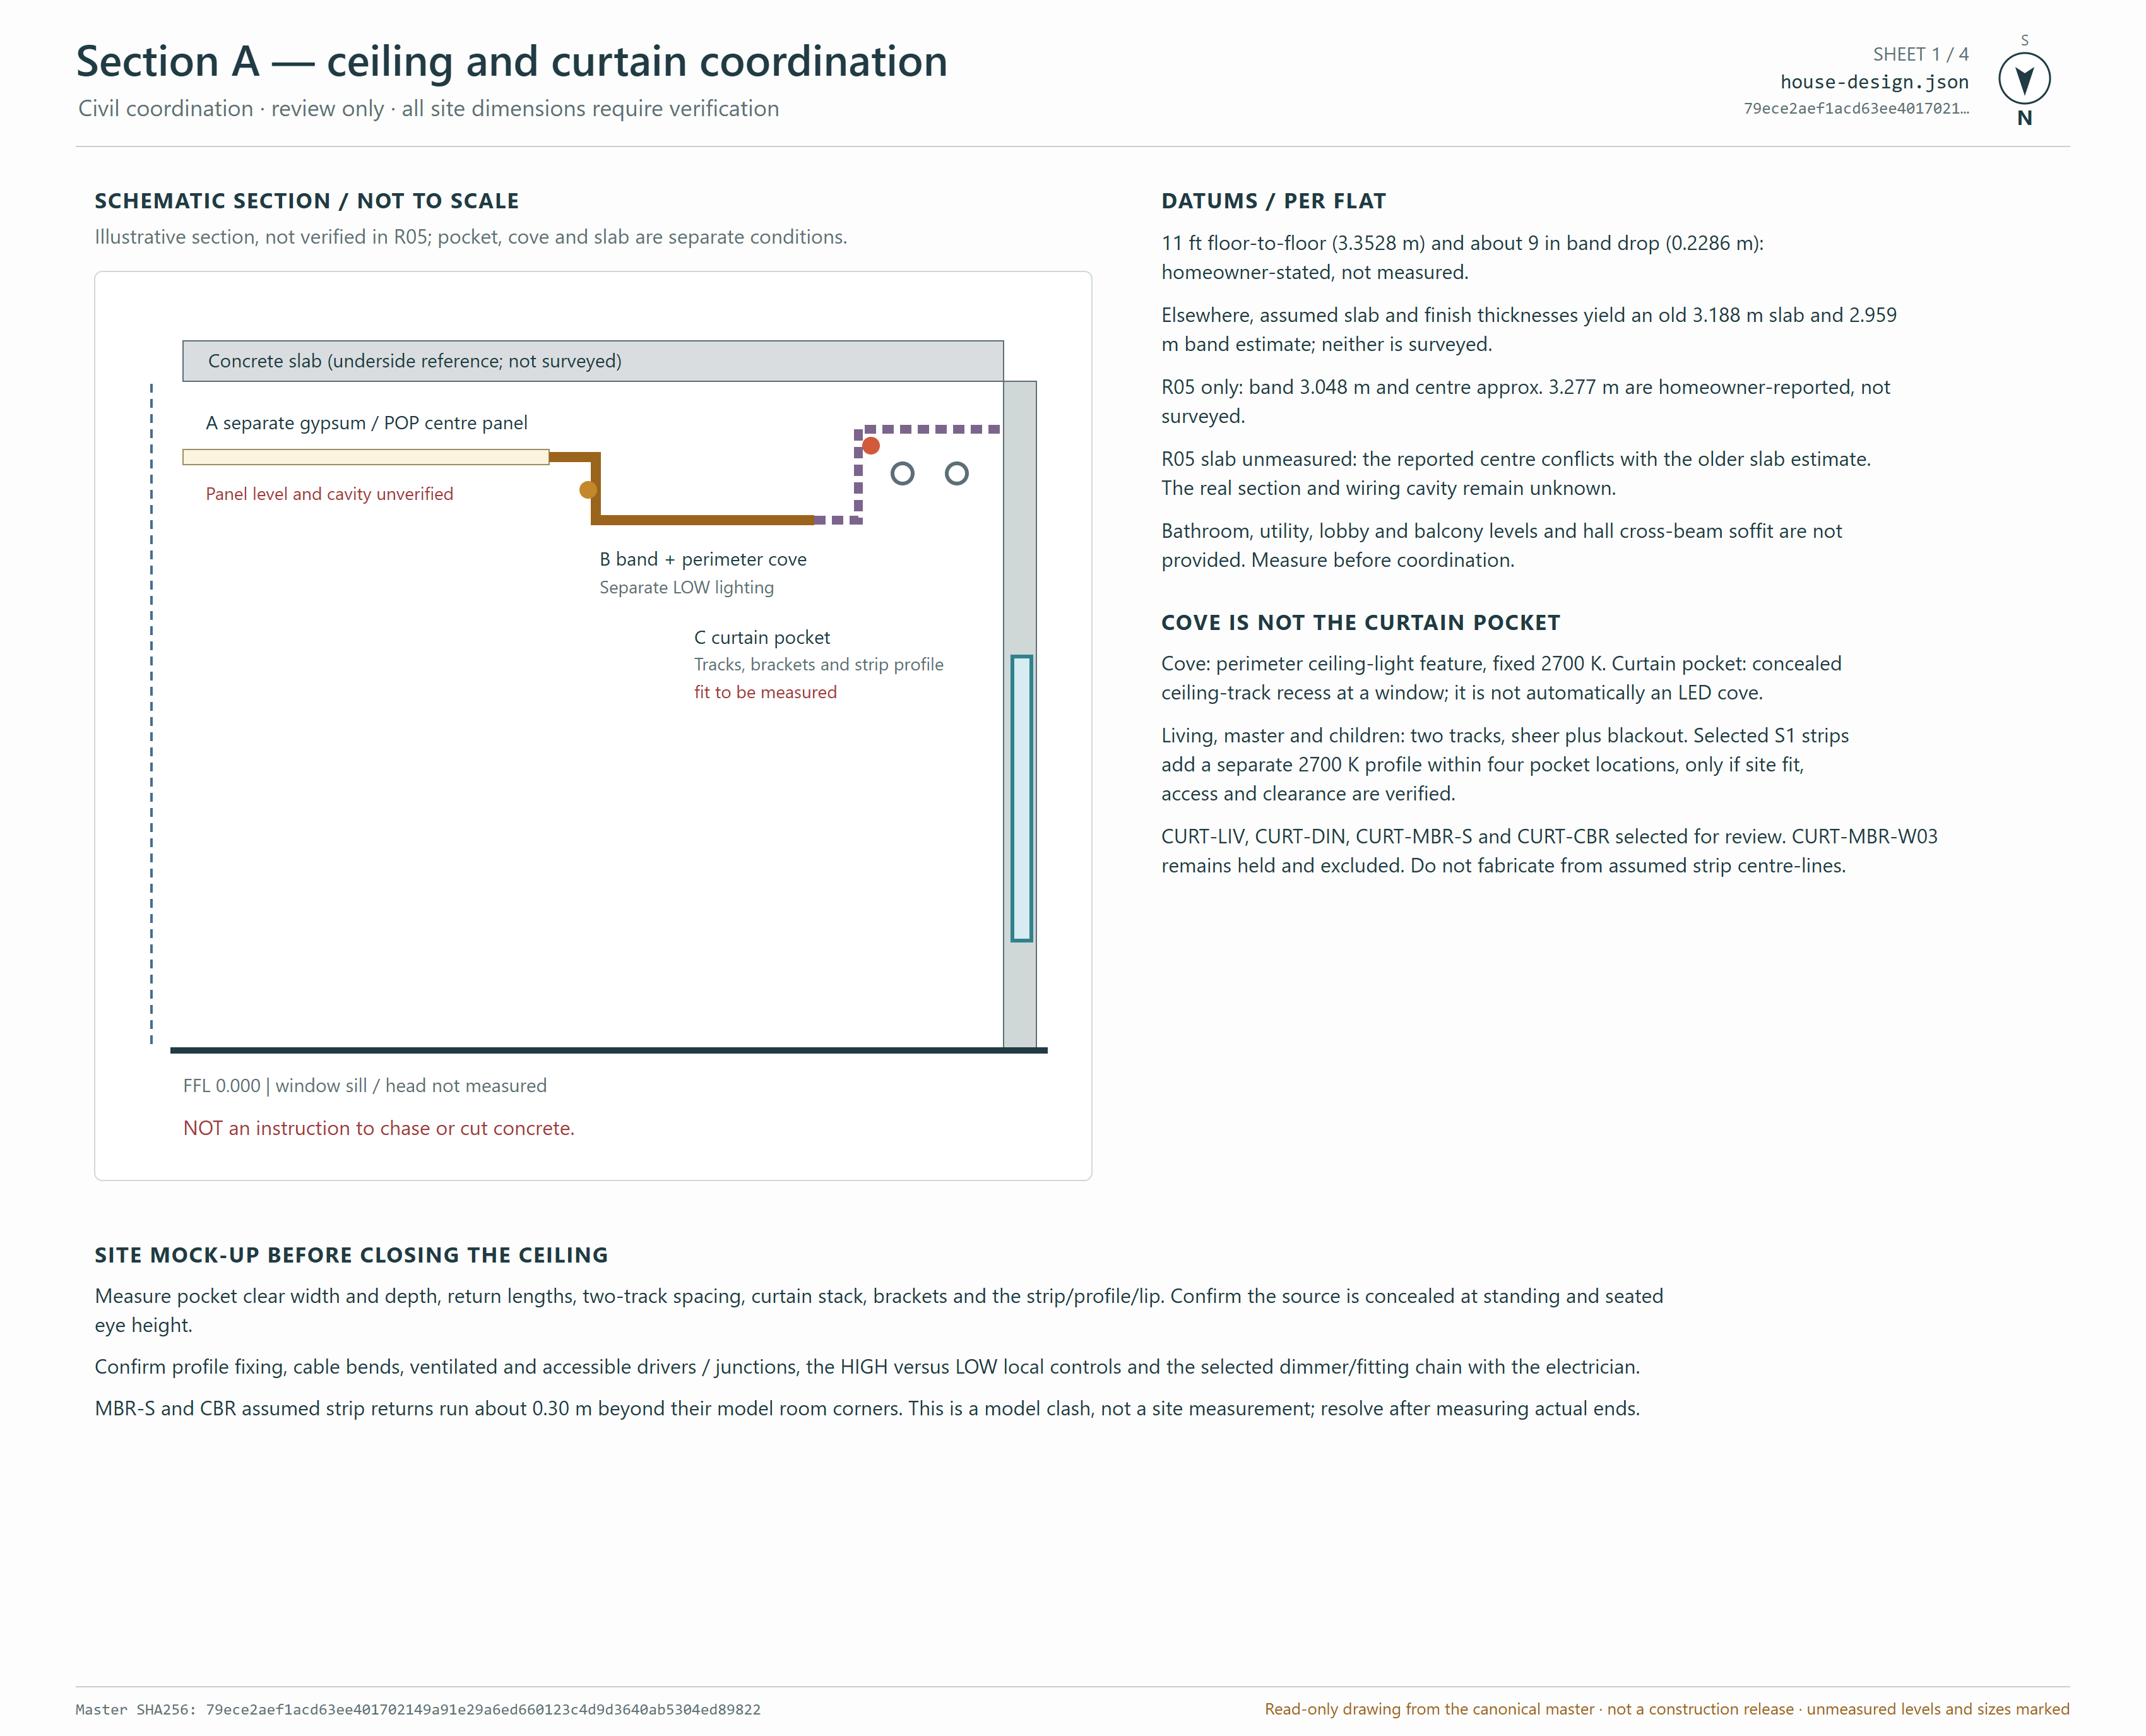 Section A — ceiling and curtain coordination
Civil coordination · review only · all site dimensions require verification
SHEET 1 / 4
house-design.json
79ece2aef1acd63ee4017021…
S
N
SCHEMATIC SECTION / NOT TO SCALE
Illustrative section, not verified in R05; pocket, cove and slab are separate conditions.
Concrete slab (underside reference; not surveyed)
A separate gypsum / POP centre panel
Panel level and cavity unverified
B band + perimeter cove
Separate LOW lighting
C curtain pocket
Tracks, brackets and strip profile
fit to be measured
FFL 0.000 | window sill / head not measured
NOT an instruction to chase or cut concrete.
DATUMS / PER FLAT
11 ft floor-to-floor (3.3528 m) and about 9 in band drop (0.2286 m):
homeowner-stated, not measured.
Elsewhere, assumed slab and finish thicknesses yield an old 3.188 m slab and 2.959
m band estimate; neither is surveyed.
R05 only: band 3.048 m and centre approx. 3.277 m are homeowner-reported, not
surveyed.
R05 slab unmeasured: the reported centre conflicts with the older slab estimate.
The real section and wiring cavity remain unknown.
Bathroom, utility, lobby and balcony levels and hall cross-beam soffit are not
provided. Measure before coordination.
COVE IS NOT THE CURTAIN POCKET
Cove: perimeter ceiling-light feature, fixed 2700 K. Curtain pocket: concealed
ceiling-track recess at a window; it is not automatically an LED cove.
Living, master and children: two tracks, sheer plus blackout. Selected S1 strips
add a separate 2700 K profile within four pocket locations, only if site fit,
access and clearance are verified.
CURT-LIV, CURT-DIN, CURT-MBR-S and CURT-CBR selected for review. CURT-MBR-W03
remains held and excluded. Do not fabricate from assumed strip centre-lines.
SITE MOCK-UP BEFORE CLOSING THE CEILING
Measure pocket clear width and depth, return lengths, two-track spacing, curtain stack, brackets and the strip/profile/lip. Confirm the source is concealed at standing and seated
eye height.
Confirm profile fixing, cable bends, ventilated and accessible drivers / junctions, the HIGH versus LOW local controls and the selected dimmer/fitting chain with the electrician.
MBR-S and CBR assumed strip returns run about 0.30 m beyond their model room corners. This is a model clash, not a site measurement; resolve after measuring actual ends.
Master SHA256: 79ece2aef1acd63ee401702149a91e29a6ed660123c4d9d3640ab5304ed89822
Read-only drawing from the canonical master · not a construction release · unmeasured levels and sizes marked